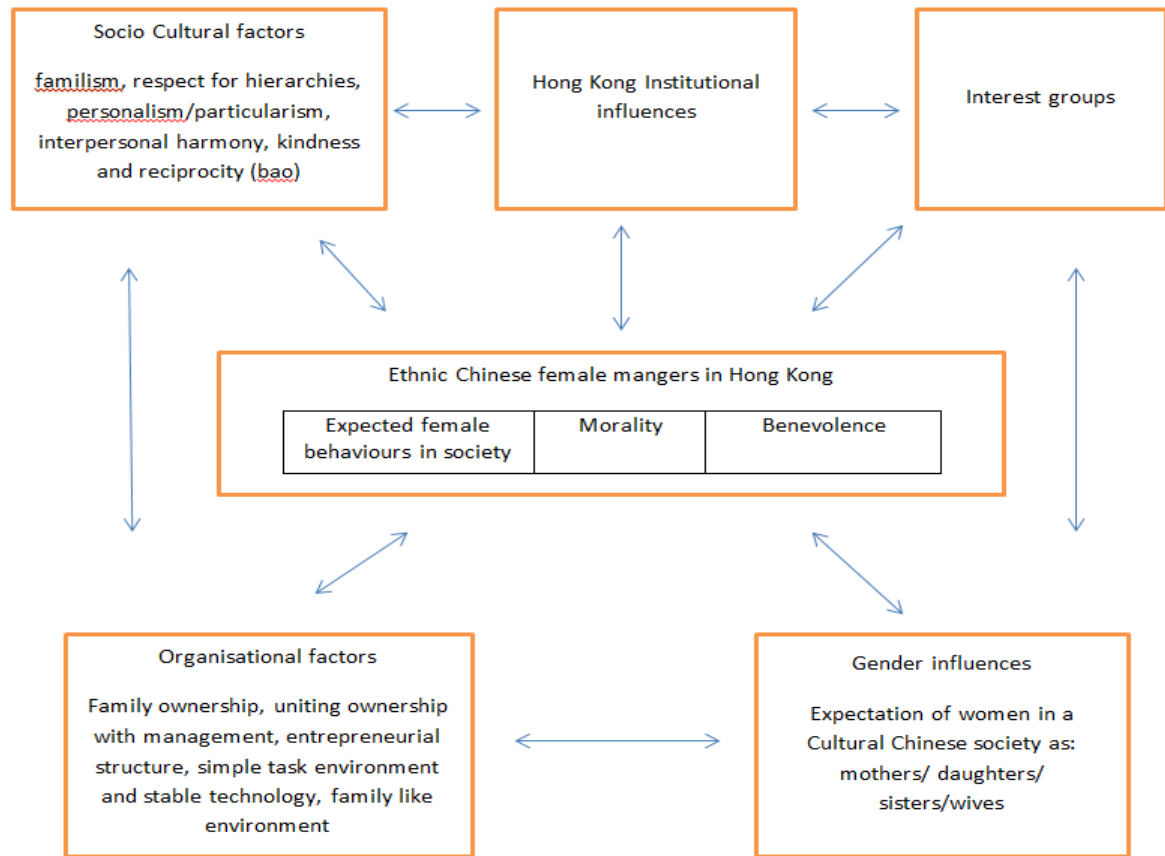 Socio Cultural factors
familism, respect for hierarchies,
personalism/particularism,
interpersonal harmony, kindness
and reciprocity (bao)
Hong Kong Institutional
influences
Interest groups
Ethnic Chinese female mangers in Hong Kong
Expected female
behaviours in society
Morality
Benevolence
Organisational factors
Family ownership, uniting ownership
with management, entrepreneurial
structure, simple task environment
and stable technology, family like
environment
Gender influences
Expectation of women in a
Cultural Chinese society as:
mothers/ daughters/
sisters/wives